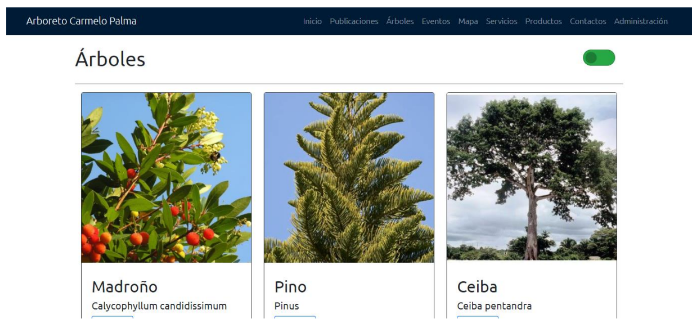 Arboreto Carmelo Palma
Inicio Publicaciones Árboles Eventos Mapa Servicios Productos Contactos Administración
Árboles
Madroño
Calycophyllum candidissimum
Pino
Pinus
Ceiba
Ceiba pentandra